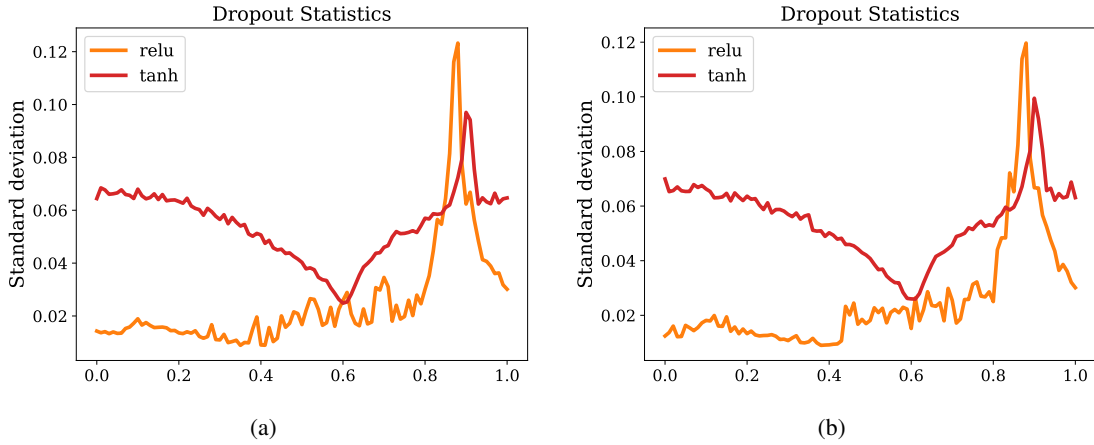 Dropout Statistics
Standard deviation
0.12
0.10
0.08
0.06
0.04
0.02
relu
tanh
0.0 0.2 0.4 0.6 0.8 1.0
(a)
Dropout Statistics
Standard deviation
0.12
0.10
0.08
0.06
0.04
0.02
relu
tanh
0.0 0.2 0.4 0.6 0.8 1.0
(b)